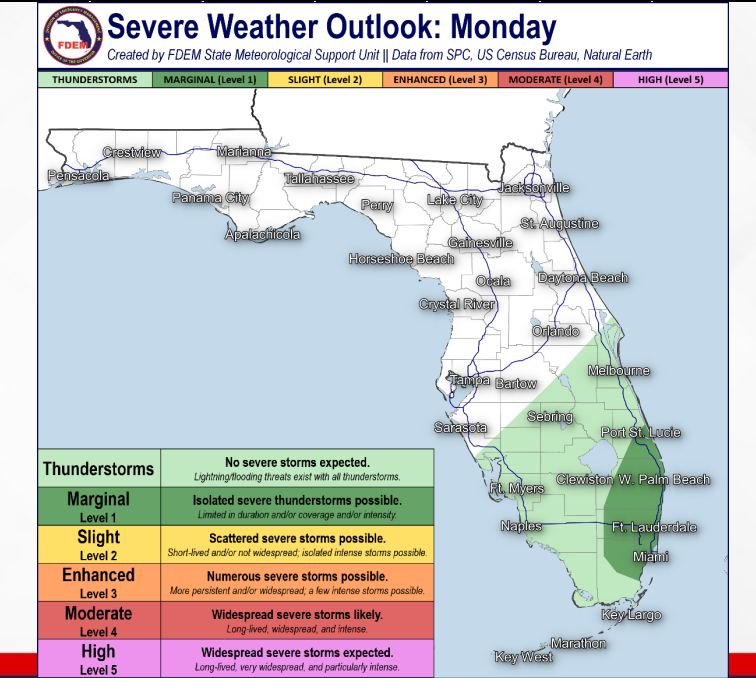 Severe Weather Outlook: Monday
Created by FDEM State Meteorological Support Unit || Data from SPC, US Census Bureau, Natural Earth
FDEM
THUNDERSTORMS MARGINAL (Level 1) SLIGHT (Level 2) ENHANCED (Level 3) MODERATE (Level 4) HIGH (Level 5)
Crestview
Marianna
Pensacola
Tallahassee
Jacksonville
Panama City
Perry
Lake City
Apalachicola
St. Augustine
Gainesville
Horseshoe Beach
Ocala
Daytona Beach
Crystal River
Orlando
Melbourne
Tampa
Bartow
Sebring
Sarasota
Port St. Lucie
Clewiston
W. Palm Beach
Ft. Myers
Naples
Ft. Lauderdale
Miami
Key Largo
Marathon
Key West
Thunderstorms
No severe storms expected.
Lightning/flooding threats exist with all thunderstorms.
Marginal
Level 1
Isolated severe thunderstorms possible.
Limited in duration and/or coverage and/or intensity.
Slight
Level 2
Scattered severe storms possible.
Short-lived and/or not widespread; isolated intense storms possible.
Enhanced
Level 3
Numerous severe storms possible.
More persistent and/or widespread; a few intense storms possible.
Moderate
Level 4
Widespread severe storms likely.
Long-lived, widespread, and intense.
High
Level 5
Widespread severe storms expected.
Long-lived, very widespread, and particularly intense.